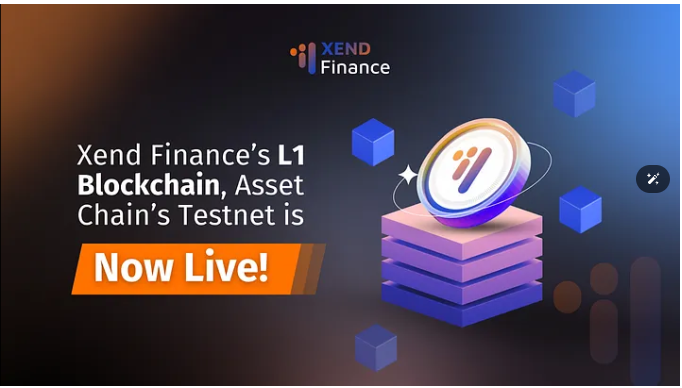 XEND
Finance
Xend Finance’s L1
Blockchain, Asset
Chain’s Testnet is
Now Live!